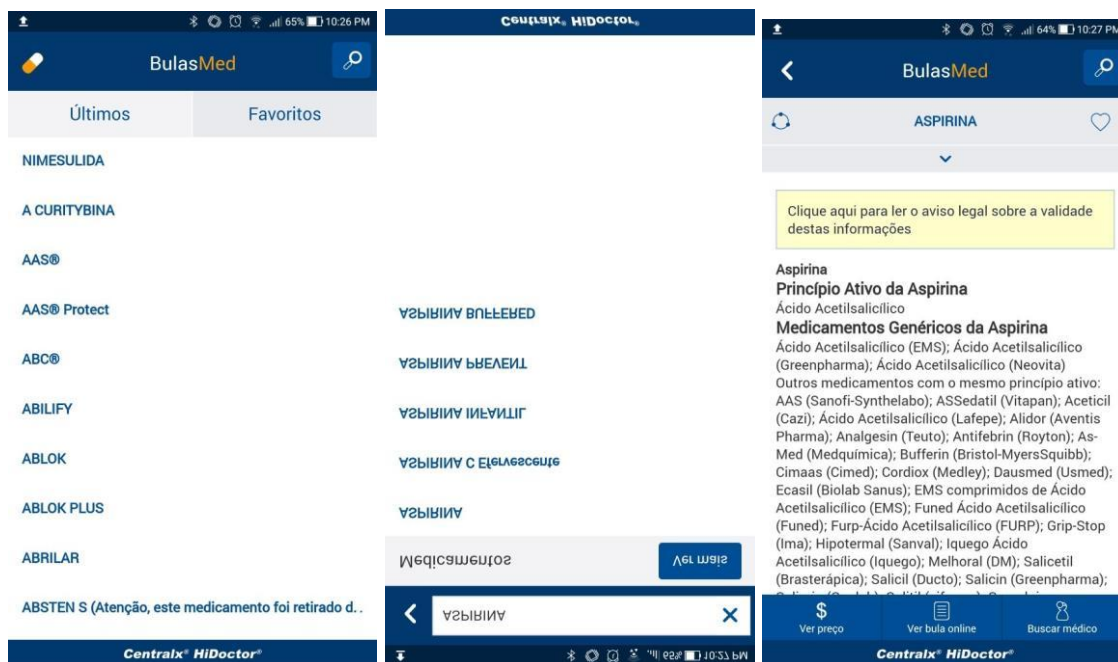 65% 10:26 PM
BulasMed
Últimos Favoritos
NIMESULIDA
A CURITYBINA
AAS®
AAS® Protect
ABC®
ABILIFY
ABLOK
ABLOK PLUS
ABRILAR
ABSTEN S (Atenção, este medicamento foi retirado d. .
Centralx® HiDoctor®
65% 10:27 PM
ASPIRINA
Medicamentos Ver mais
ASPIRINA
ASPIRINA C Efervescente
ASPIRINA INFANTIL
ASPIRINA PREVENT
ASPIRINA BUFFERED
Centralx® HiDoctor®
64% 10:27 PM
BulasMed
ASPIRINA
Clique aqui para ler o aviso legal sobre a validade
destas informações
Aspirina
Princípio Ativo da Aspirina
Ácido Acetilsalicílico
Medicamentos Genéricos da Aspirina
Ácido Acetilsalicílico (EMS); Ácido Acetilsalicílico
(Greenpharma); Ácido Acetilsalicílico (Neovita)
Outros medicamentos com o mesmo princípio ativo:
AAS (Sanofi-Synthelabo); ASSedatil (Vitapan); Aceticil
(Cazi); Ácido Acetilsalicílico (Lafepe); Alidor (Aventis
Pharma); Analgesin (Teuto); Antifebrin (Royton); As-
Med (Medquímica); Bufferin (Bristol-MyersSquibb);
Cimaas (Cimed); Cordiox (Medley); Dausmed (Usmed);
Ecasil (Biolab Sanus); EMS comprimidos de Ácido
Acetilsalicílico (EMS); Funed Ácido Acetilsalicílico
(Funed); Furp-Ácido Acetilsalicílico (FURP); Grip-Stop
(Ima); Hipotermal (Sanval); Iquego Ácido
Acetilsalicílico (Iquego); Melhoral (DM); Salicetil
(Brasterápica); Salicil (Ducto); Salicin (Greenpharma);
$
Ver preço Ver bula online Buscar médico
Centralx® HiDoctor®